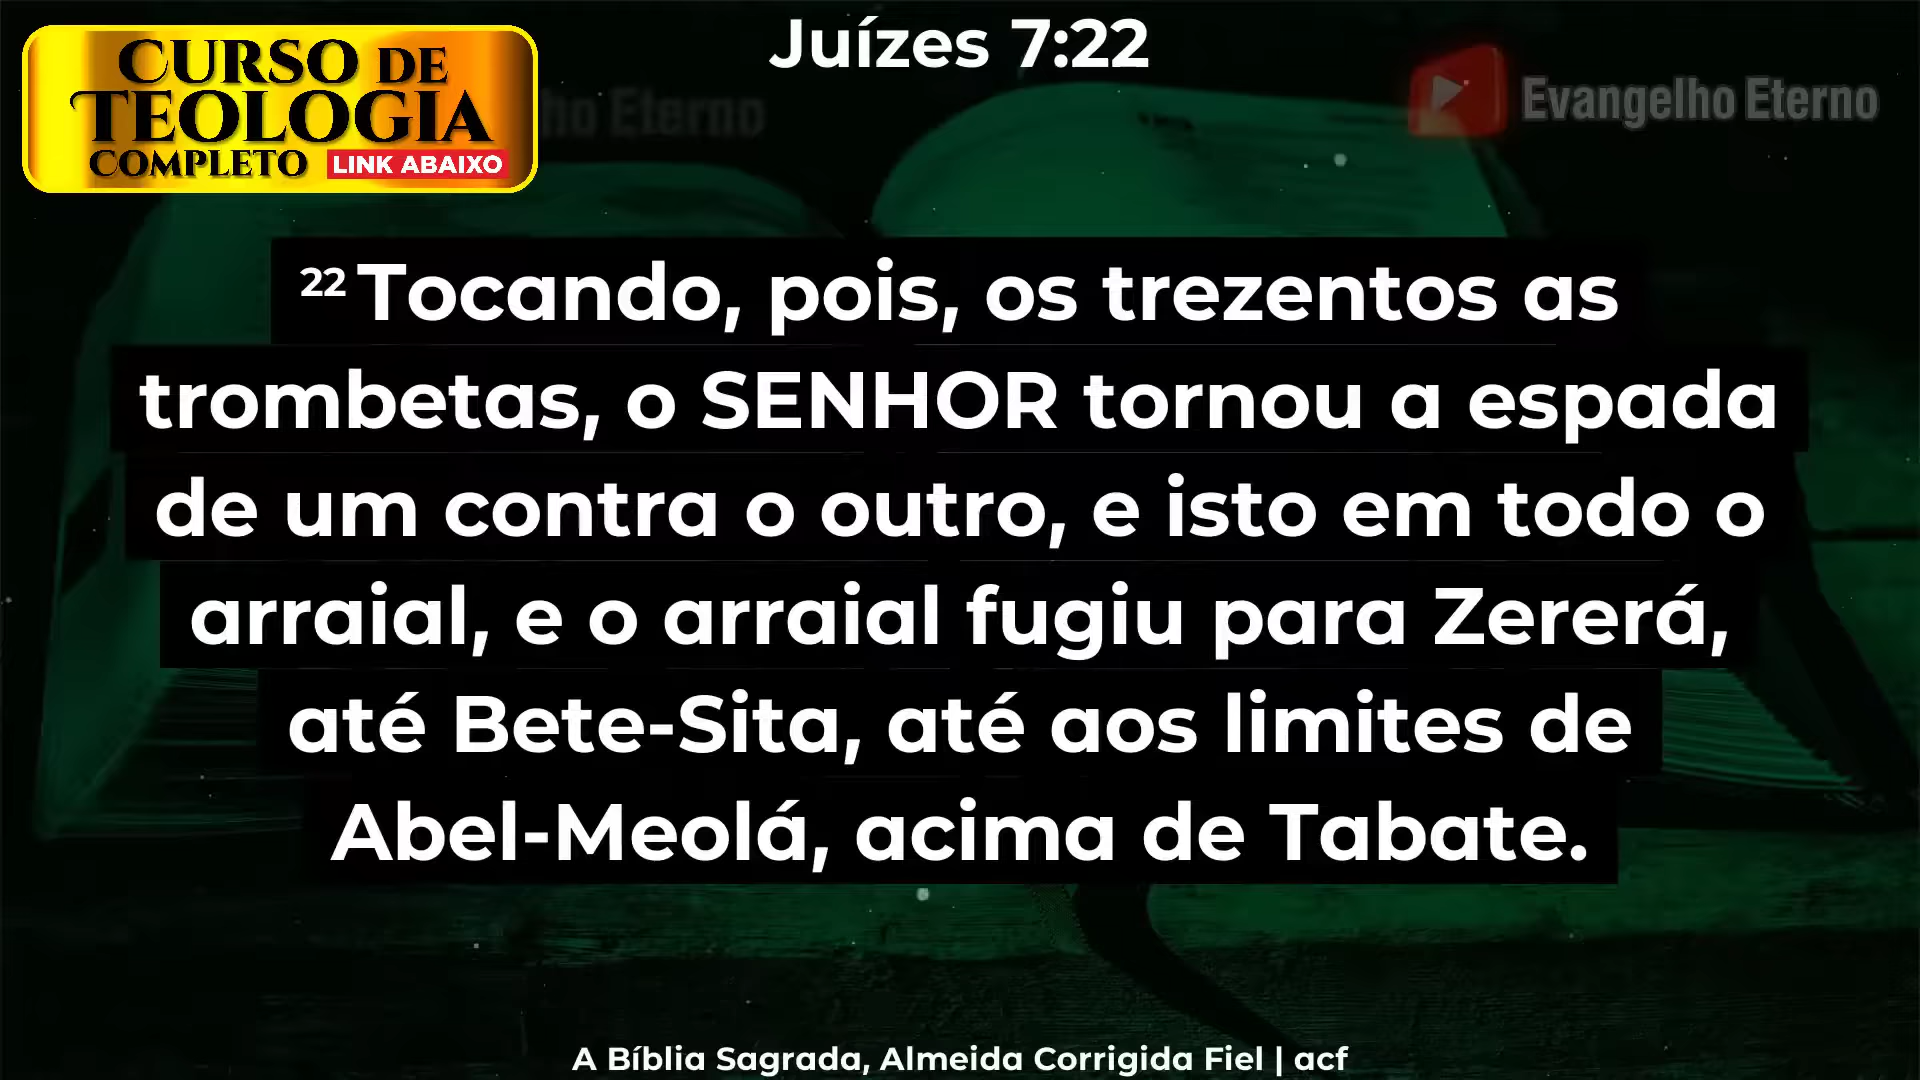 Juízes 7:22
CURSO DE
TEOLOGIA
COMPLETO LINK ABAIXO
ho Eterno
Evangelho Eterno
22 Tocando, pois, os trezentos as
trombetas, o SENHOR tornou a espada
de um contra o outro, e isto em todo o
arraial, e o arraial fugiu para Zererá,
até Bete-Sita, até aos limites de
Abel-Meolá, acima de Tabate.
A Bíblia Sagrada, Almeida Corrigida Fiel | acf